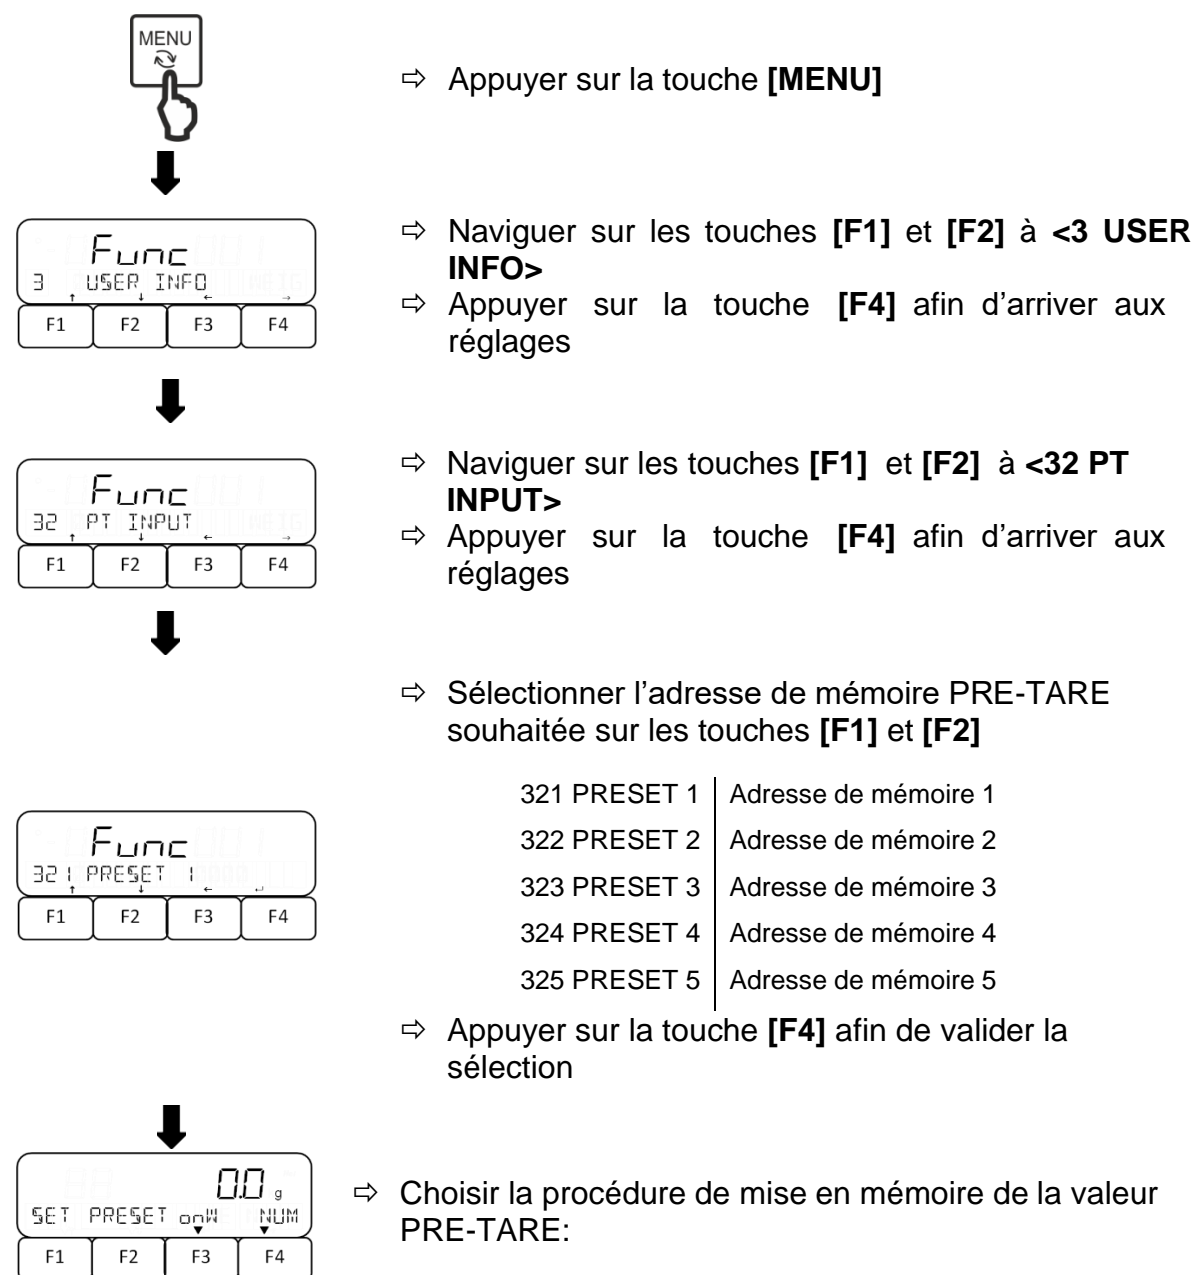 MENU
⇨ Appuyer sur la touche [MENU]
Func
3 USER INFO
↑ ↓ ← →
F1 F2 F3 F4
⇨ Naviguer sur les touches [F1] et [F2] à <3 USER
INFO>
⇨ Appuyer sur la touche [F4] afin d’arriver aux
réglages
Func
32 PT INPUT
↑ ↓ ← →
F1 F2 F3 F4
⇨ Naviguer sur les touches [F1] et [F2] à <32 PT
INPUT>
⇨ Appuyer sur la touche [F4] afin d’arriver aux
réglages
⇨ Sélectionner l’adresse de mémoire PRE-TARE
souhaitée sur les touches [F1] et [F2]
321 PRESET 1 Adresse de mémoire 1
322 PRESET 2 Adresse de mémoire 2
323 PRESET 3 Adresse de mémoire 3
324 PRESET 4 Adresse de mémoire 4
325 PRESET 5 Adresse de mémoire 5
Func
321 PRESET 1
↑ ↓ ← ↵
F1 F2 F3 F4
⇨ Appuyer sur la touche [F4] afin de valider la
sélection
0.0 g
SET PRESET onW NUM
F1 F2 F3 F4
⇨ Choisir la procédure de mise en mémoire de la valeur
PRE-TARE: